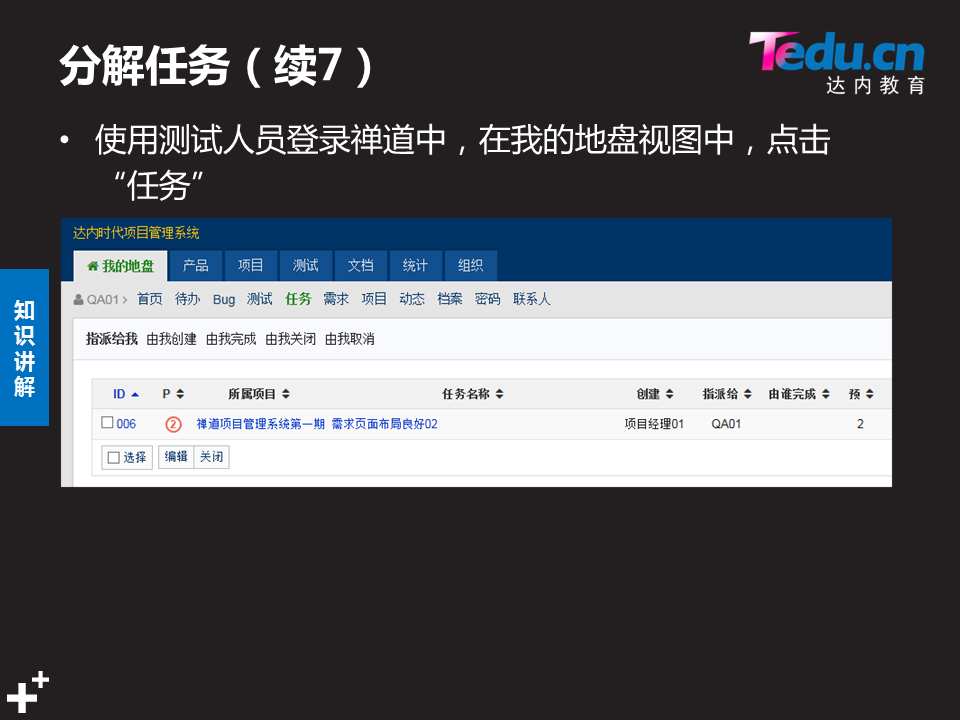 分解任务（续7）
Tedu.cn
达内教育
• 使用测试人员登录禅道中，在我的地盘视图中，点击
“任务”
达内时代项目管理系统
我的地盘 产品 项目 测试 文档 统计 组织
QA01 › 首页 待办 Bug 测试 任务 需求 项目 动态 档案 密码 联系人
知识讲解
指派给我 由我创建 由我完成 由我关闭 由我取消
ID P 所属项目 任务名称 创建 指派给 由谁完成 预
006 2 禅道项目管理系统第一期 需求页面布局良好02 项目经理01 QA01 2
选择 编辑 关闭